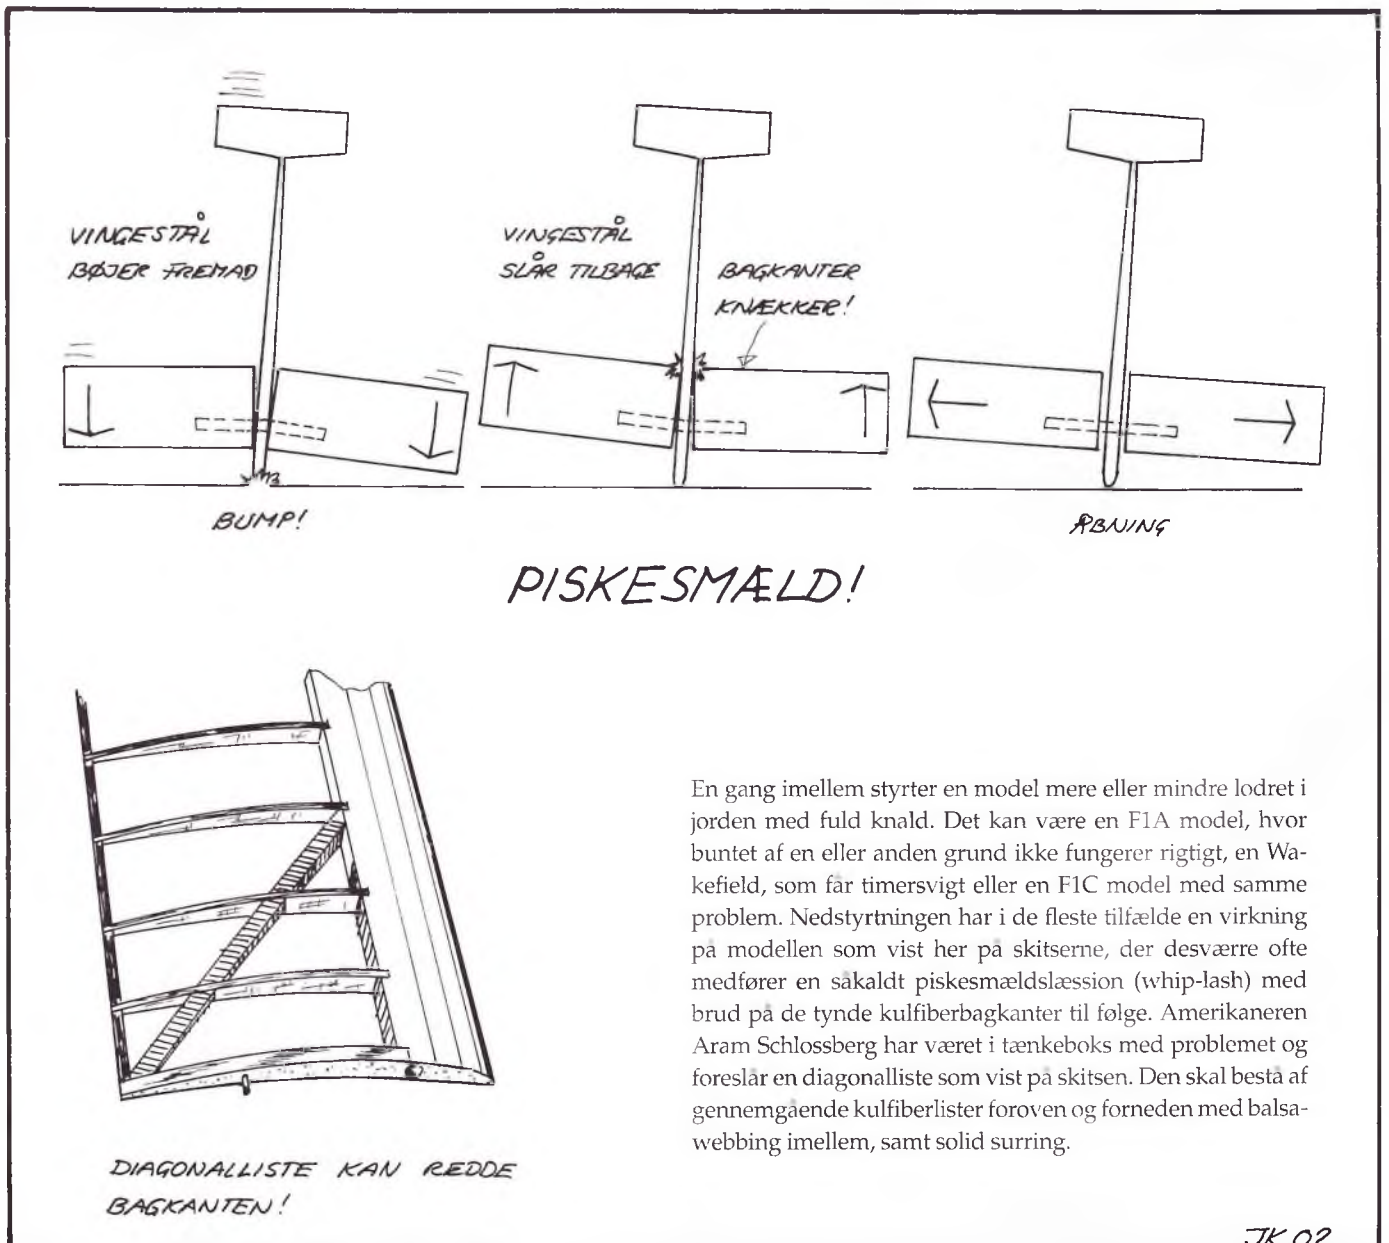 VINGESTÅL
BØJER FREMAD
VINGESTÅL
SLÅR TILBAGE
BAGKANTER
KNÆKKER!
BUMP!
ÅBNING
PISKESMÆLD!
En gang imellem styrter en model mere eller mindre lodret i
jorden med fuld knald. Det kan være en F1A model, hvor
buntet af en eller anden grund ikke fungerer rigtigt, en Wa-
kefield, som får timersvigt eller en F1C model med samme
problem. Nedstyrtningen har i de fleste tilfælde en virkning
på modellen som vist her på skitserne, der desværre ofte
medfører en såkaldt piskesmældslæssion (whip-lash) med
brud på de tynde kulfiberbagkanter til følge. Amerikaneren
Aram Schlossberg har været i tænkeboks med problemet og
foreslår en diagonalliste som vist på skitsen. Den skal bestå af
gennemgående kulfiberlister foroven og forneden med balsa-
webbing imellem, samt solid surring.
DIAGONALLISTE KAN REDDE
BAGKANTEN!
JK 02